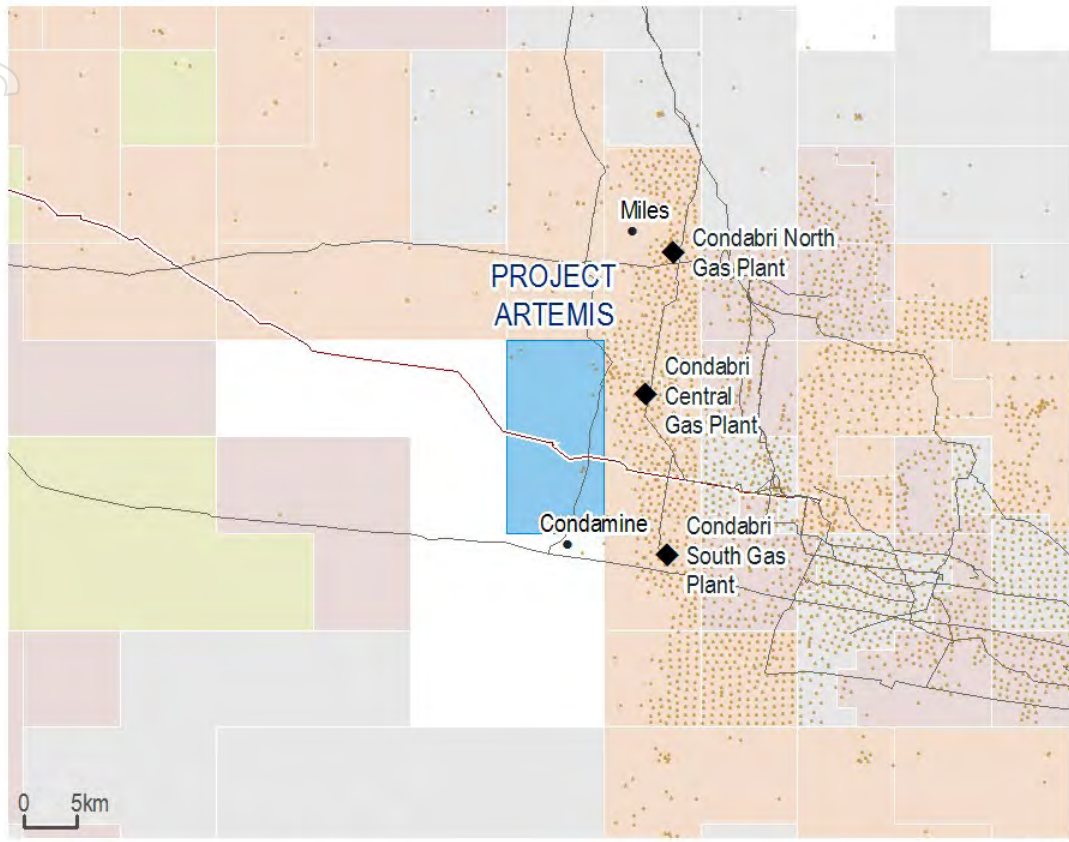 Miles
Condabri North
Gas Plant
PROJECT
ARTEMIS
Condabri
Central
Gas Plant
Condamine
Condabri
South Gas
Plant
0 5km